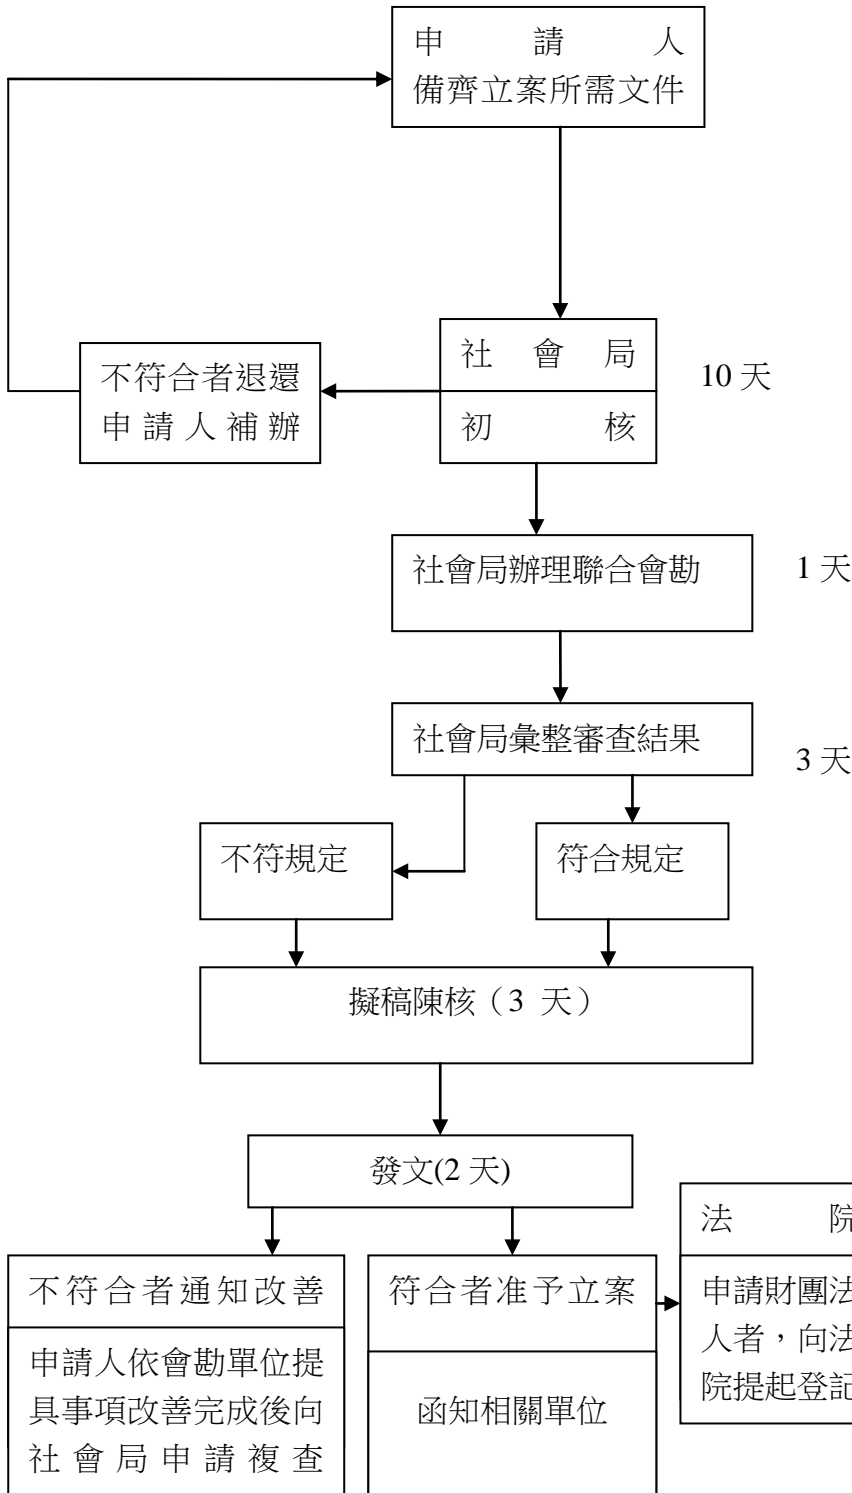 申請人
備齊立案所需文件
社會局
初核
10天
不符合者退還
申請人補辦
社會局辦理聯合會勘
1天
社會局彙整審查結果
3天
不符規定
符合規定
擬稿陳核（3 天）
發文(2天)
法院
申請財團法
人者，向法
院提起登記
不符合者通知改善
申請人依會勘單位提
具事項改善完成後向
社會局申請複查
符合者准予立案
函知相關單位